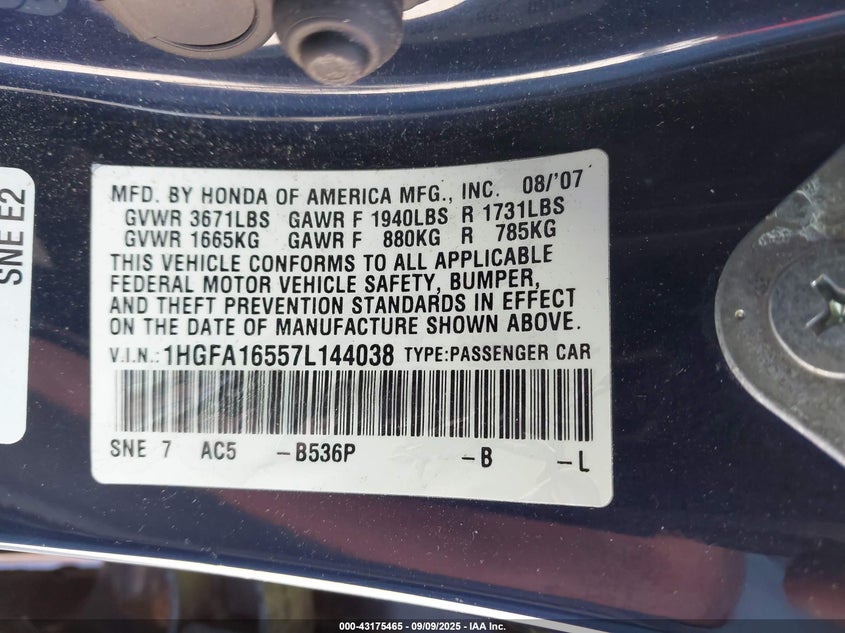 MFD. BY HONDA OF AMERICA MFG., INC. 08/'07
GVWR 3671LBS GAWR F 1940LBS R 1731LBS
GVWR 1665KG GAWR F 880KG R 785KG
THIS VEHICLE CONFORMS TO ALL APPLICABLE
FEDERAL MOTOR VEHICLE SAFETY, BUMPER,
AND THEFT PREVENTION STANDARDS IN EFFECT
ON THE DATE OF MANUFACTURE SHOWN ABOVE.
V.I.N.: 1HGFA16557L144038 TYPE:PASSENGER CAR
SNE 7 AC5 -B536P -B -L
SNE E2
000-43175465 - 09/09/2025 - IAA Inc.